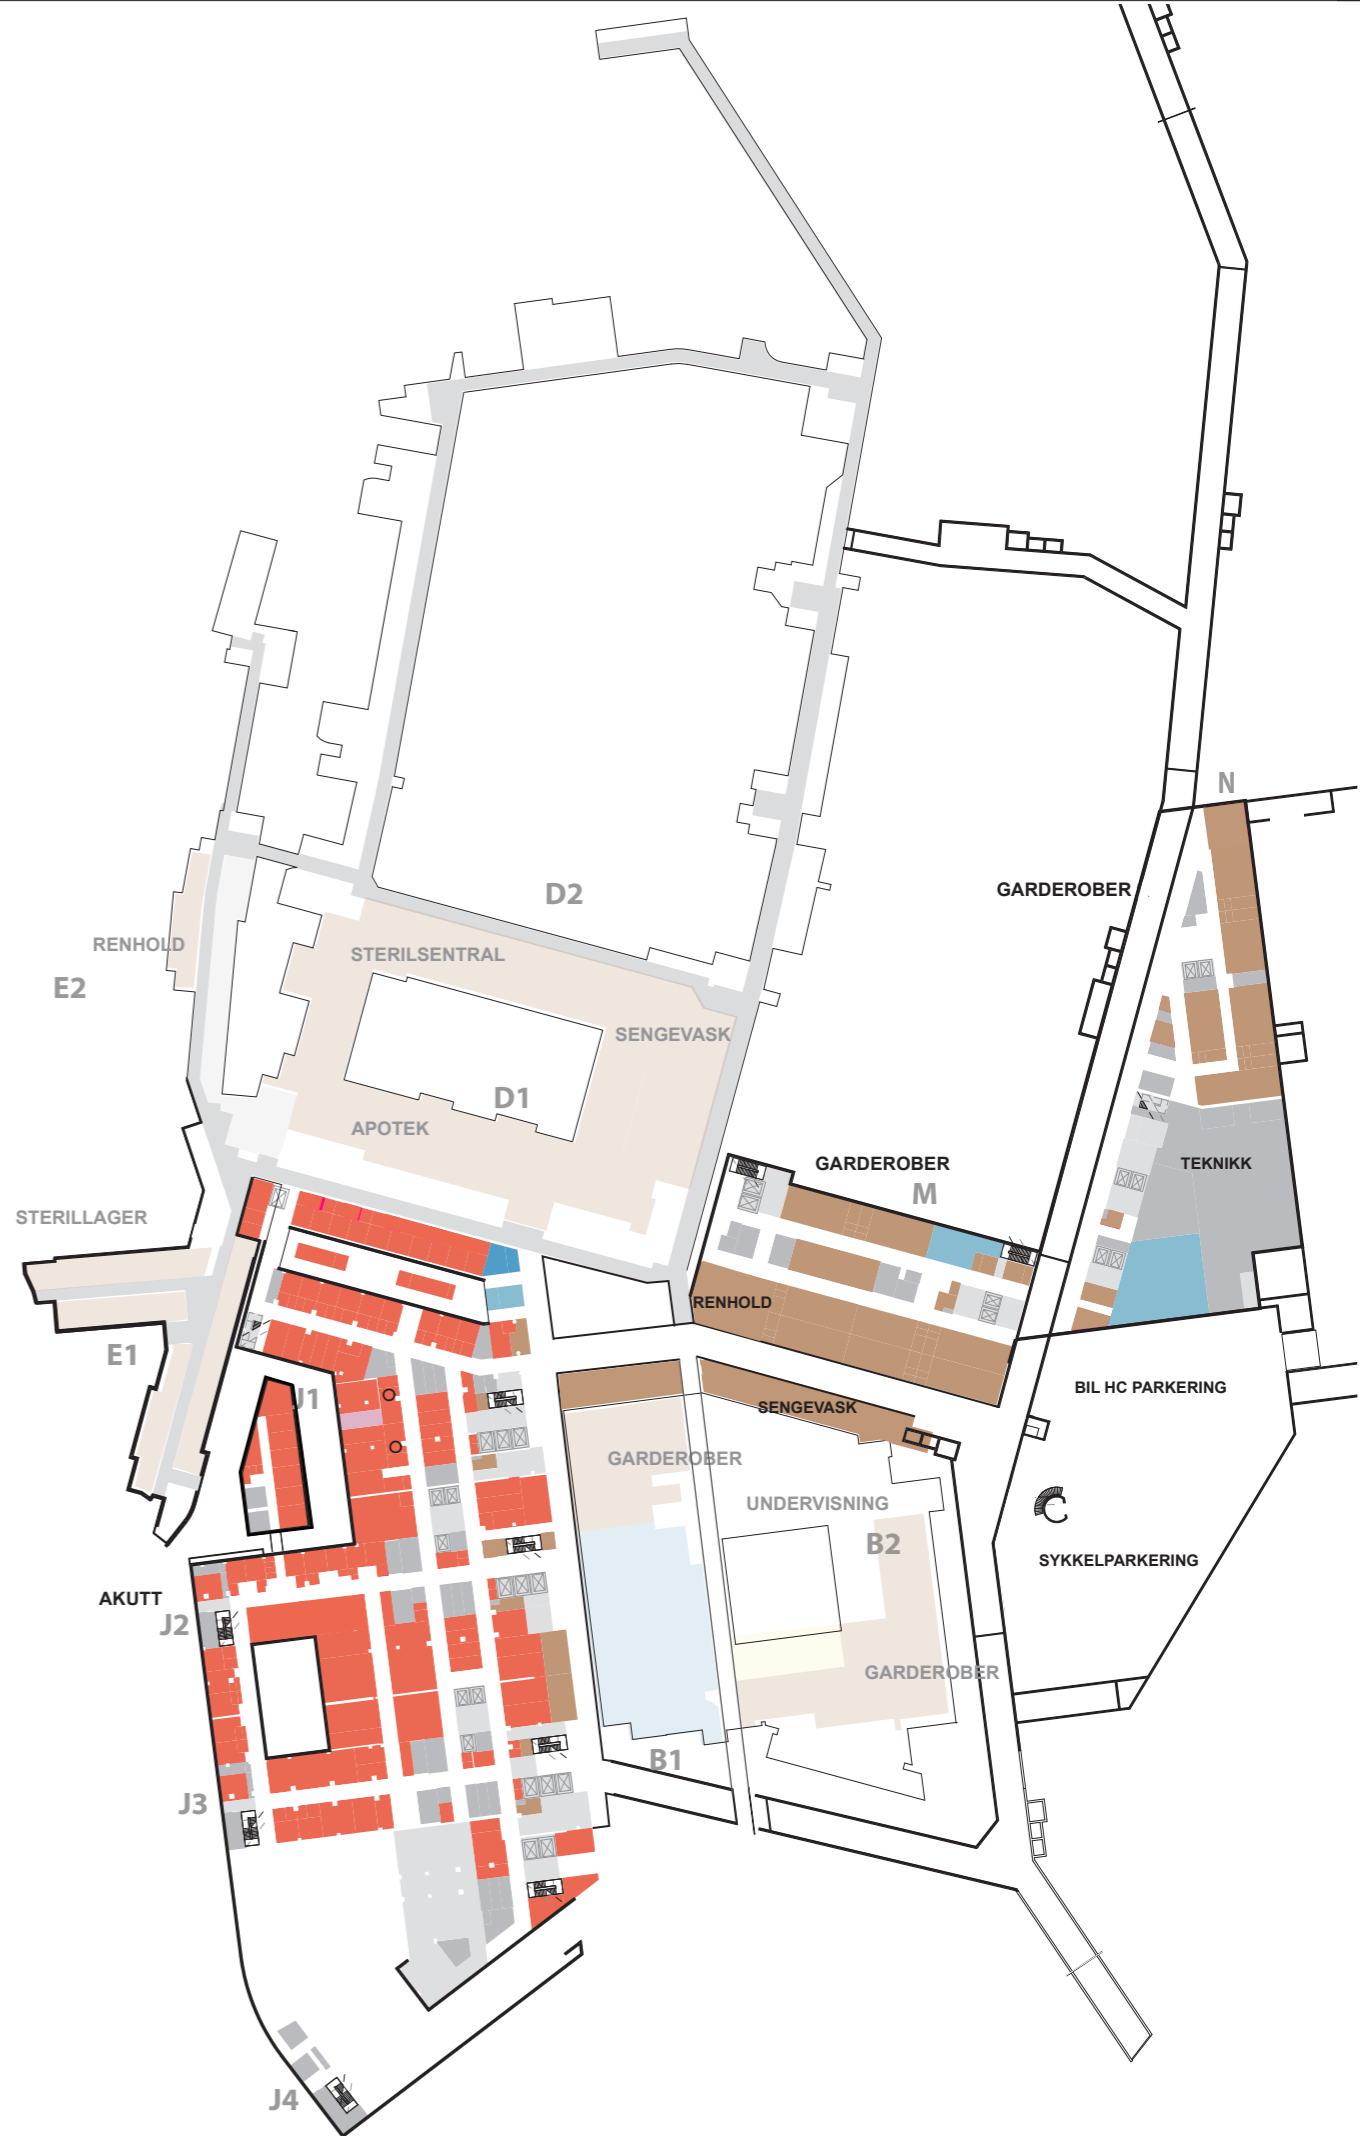 N
D2
GARDEROBER
RENHOLD
STERILSENTRAL
E2
SENGEVASK
D1
APOTEK
GARDEROBER
TEKNIKK
M
STERILLAGER
RENHOLD
E1
BIL HC PARKERING
J1
SENGEVASK
GARDEROBER
UNDERVISNING
B2
SYKKELPARKERING
AKUTT
J2
GARDEROBER
B1
J3
J4